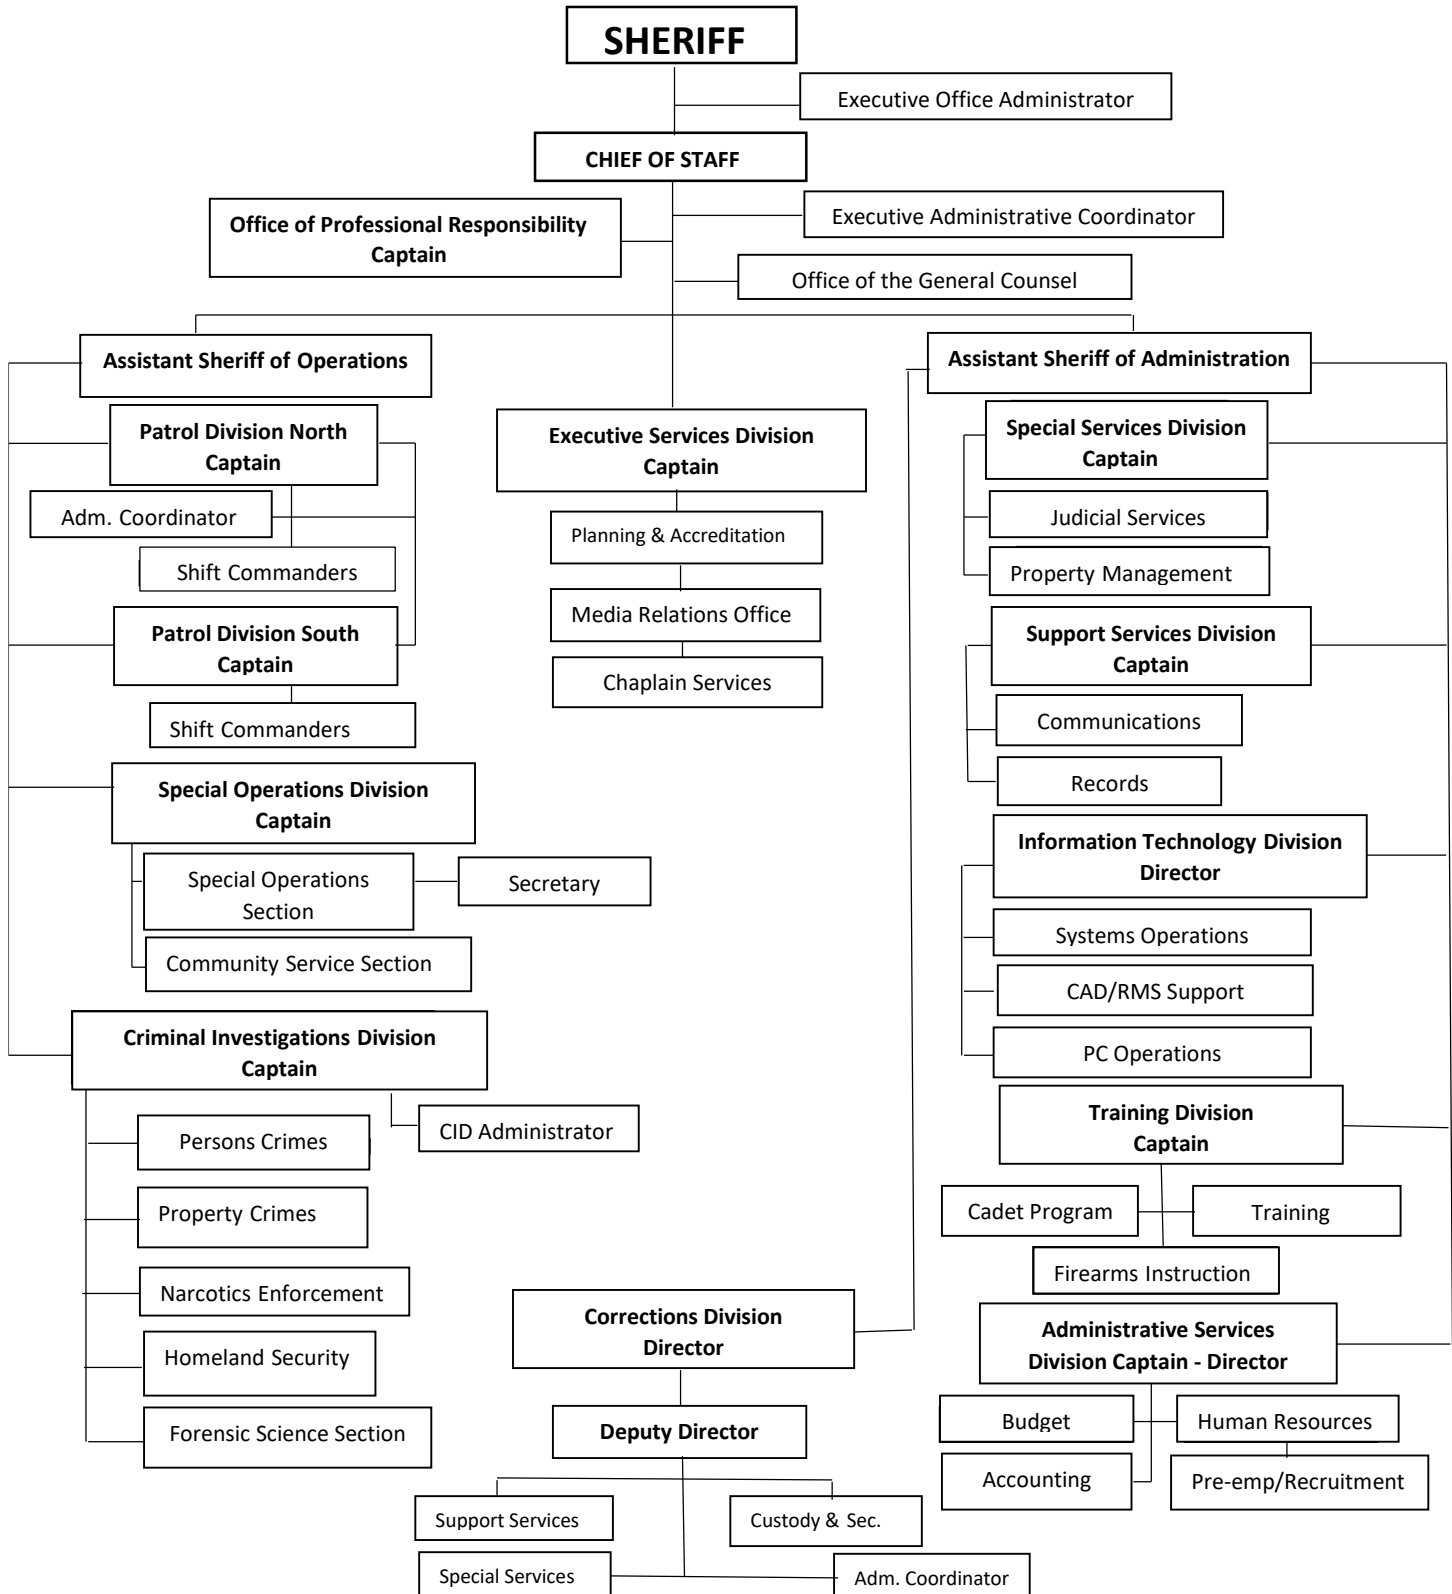 SHERIFF
Executive Office Administrator
CHIEF OF STAFF
Office of Professional Responsibility
Captain
Executive Administrative Coordinator
Office of the General Counsel
Assistant Sheriff of Operations
Patrol Division North
Captain
Adm. Coordinator
Shift Commanders
Patrol Division South
Captain
Shift Commanders
Special Operations Division
Captain
Special Operations
Section
Secretary
Community Service Section
Criminal Investigations Division
Captain
CID Administrator
Persons Crimes
Property Crimes
Narcotics Enforcement
Homeland Security
Forensic Science Section
Executive Services Division
Captain
Planning & Accreditation
Media Relations Office
Chaplain Services
Assistant Sheriff of Administration
Special Services Division
Captain
Judicial Services
Property Management
Support Services Division
Captain
Communications
Records
Information Technology Division
Director
Systems Operations
CAD/RMS Support
PC Operations
Training Division
Captain
Cadet Program
Training
Firearms Instruction
Administrative Services
Division Captain - Director
Budget
Human Resources
Accounting
Pre-emp/Recruitment
Corrections Division
Director
Deputy Director
Support Services
Custody & Sec.
Special Services
Adm. Coordinator